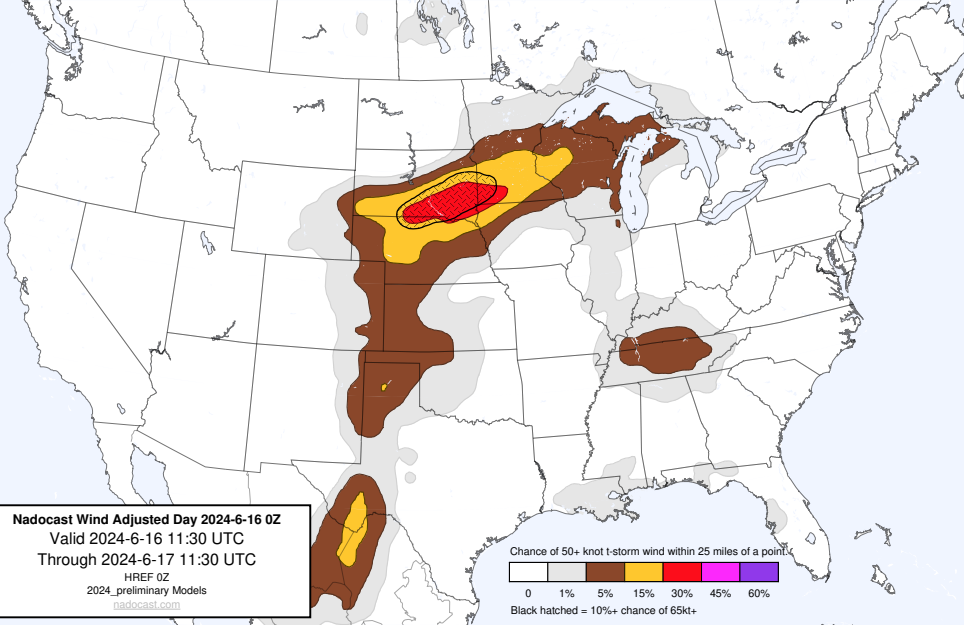 Nadocast Wind Adjusted Day 2024-6-16 0Z
Valid 2024-6-16 11:30 UTC
Through 2024-6-17 11:30 UTC
HREF 0Z
2024_preliminary Models
nadocast.com
Chance of 50+ knot t-storm wind within 25 miles of a point.
0 1% 5% 15% 30% 45% 60%
Black hatched = 10%+ chance of 65kt+